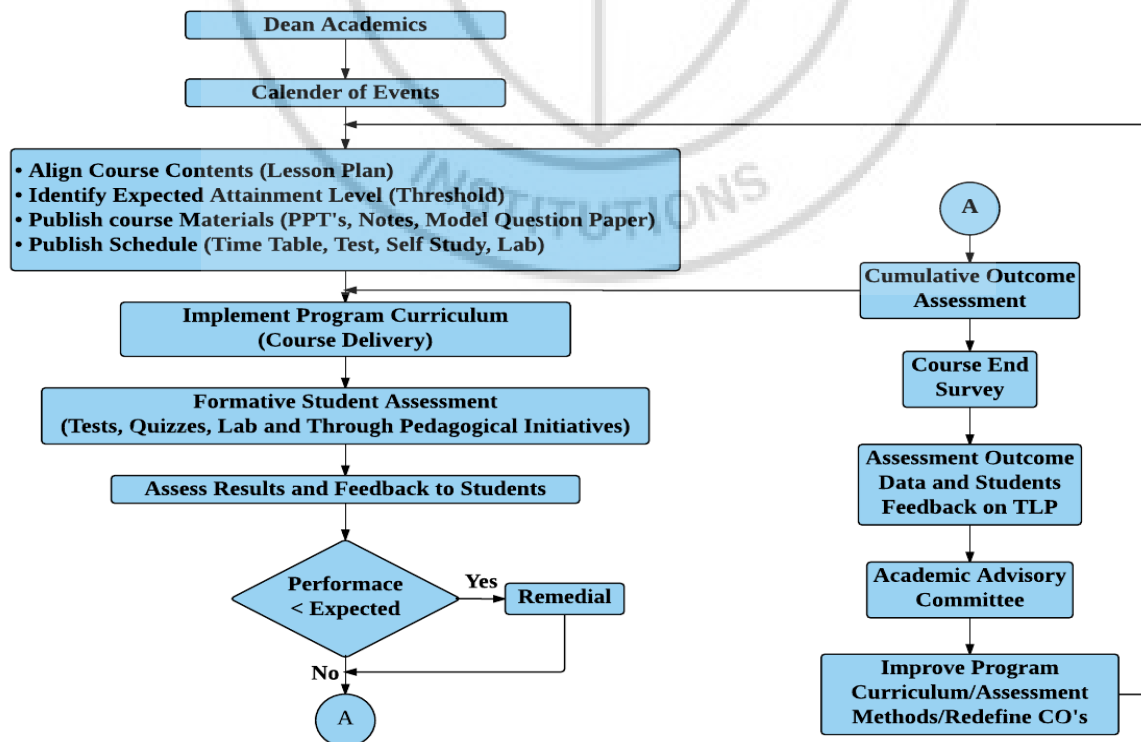 Dean Academics
Calender of Events
• Align Course Contents (Lesson Plan)
• Identify Expected Attainment Level (Threshold)
• Publish course Materials (PPT's, Notes, Model Question Paper)
• Publish Schedule (Time Table, Test, Self Study, Lab)
INSTITUTIONS
Implement Program Curriculum
(Course Delivery)
Formative Student Assessment
(Tests, Quizzes, Lab and Through Pedagogical Initiatives)
Assess Results and Feedback to Students
Performace
< Expected
Yes
Remedial
No
A
A
Cumulative Outcome
Assessment
Course End
Survey
Assessment Outcome
Data and Students
Feedback on TLP
Academic Advisory
Committee
Improve Program
Curriculum/Assessment
Methods/Redefine CO's